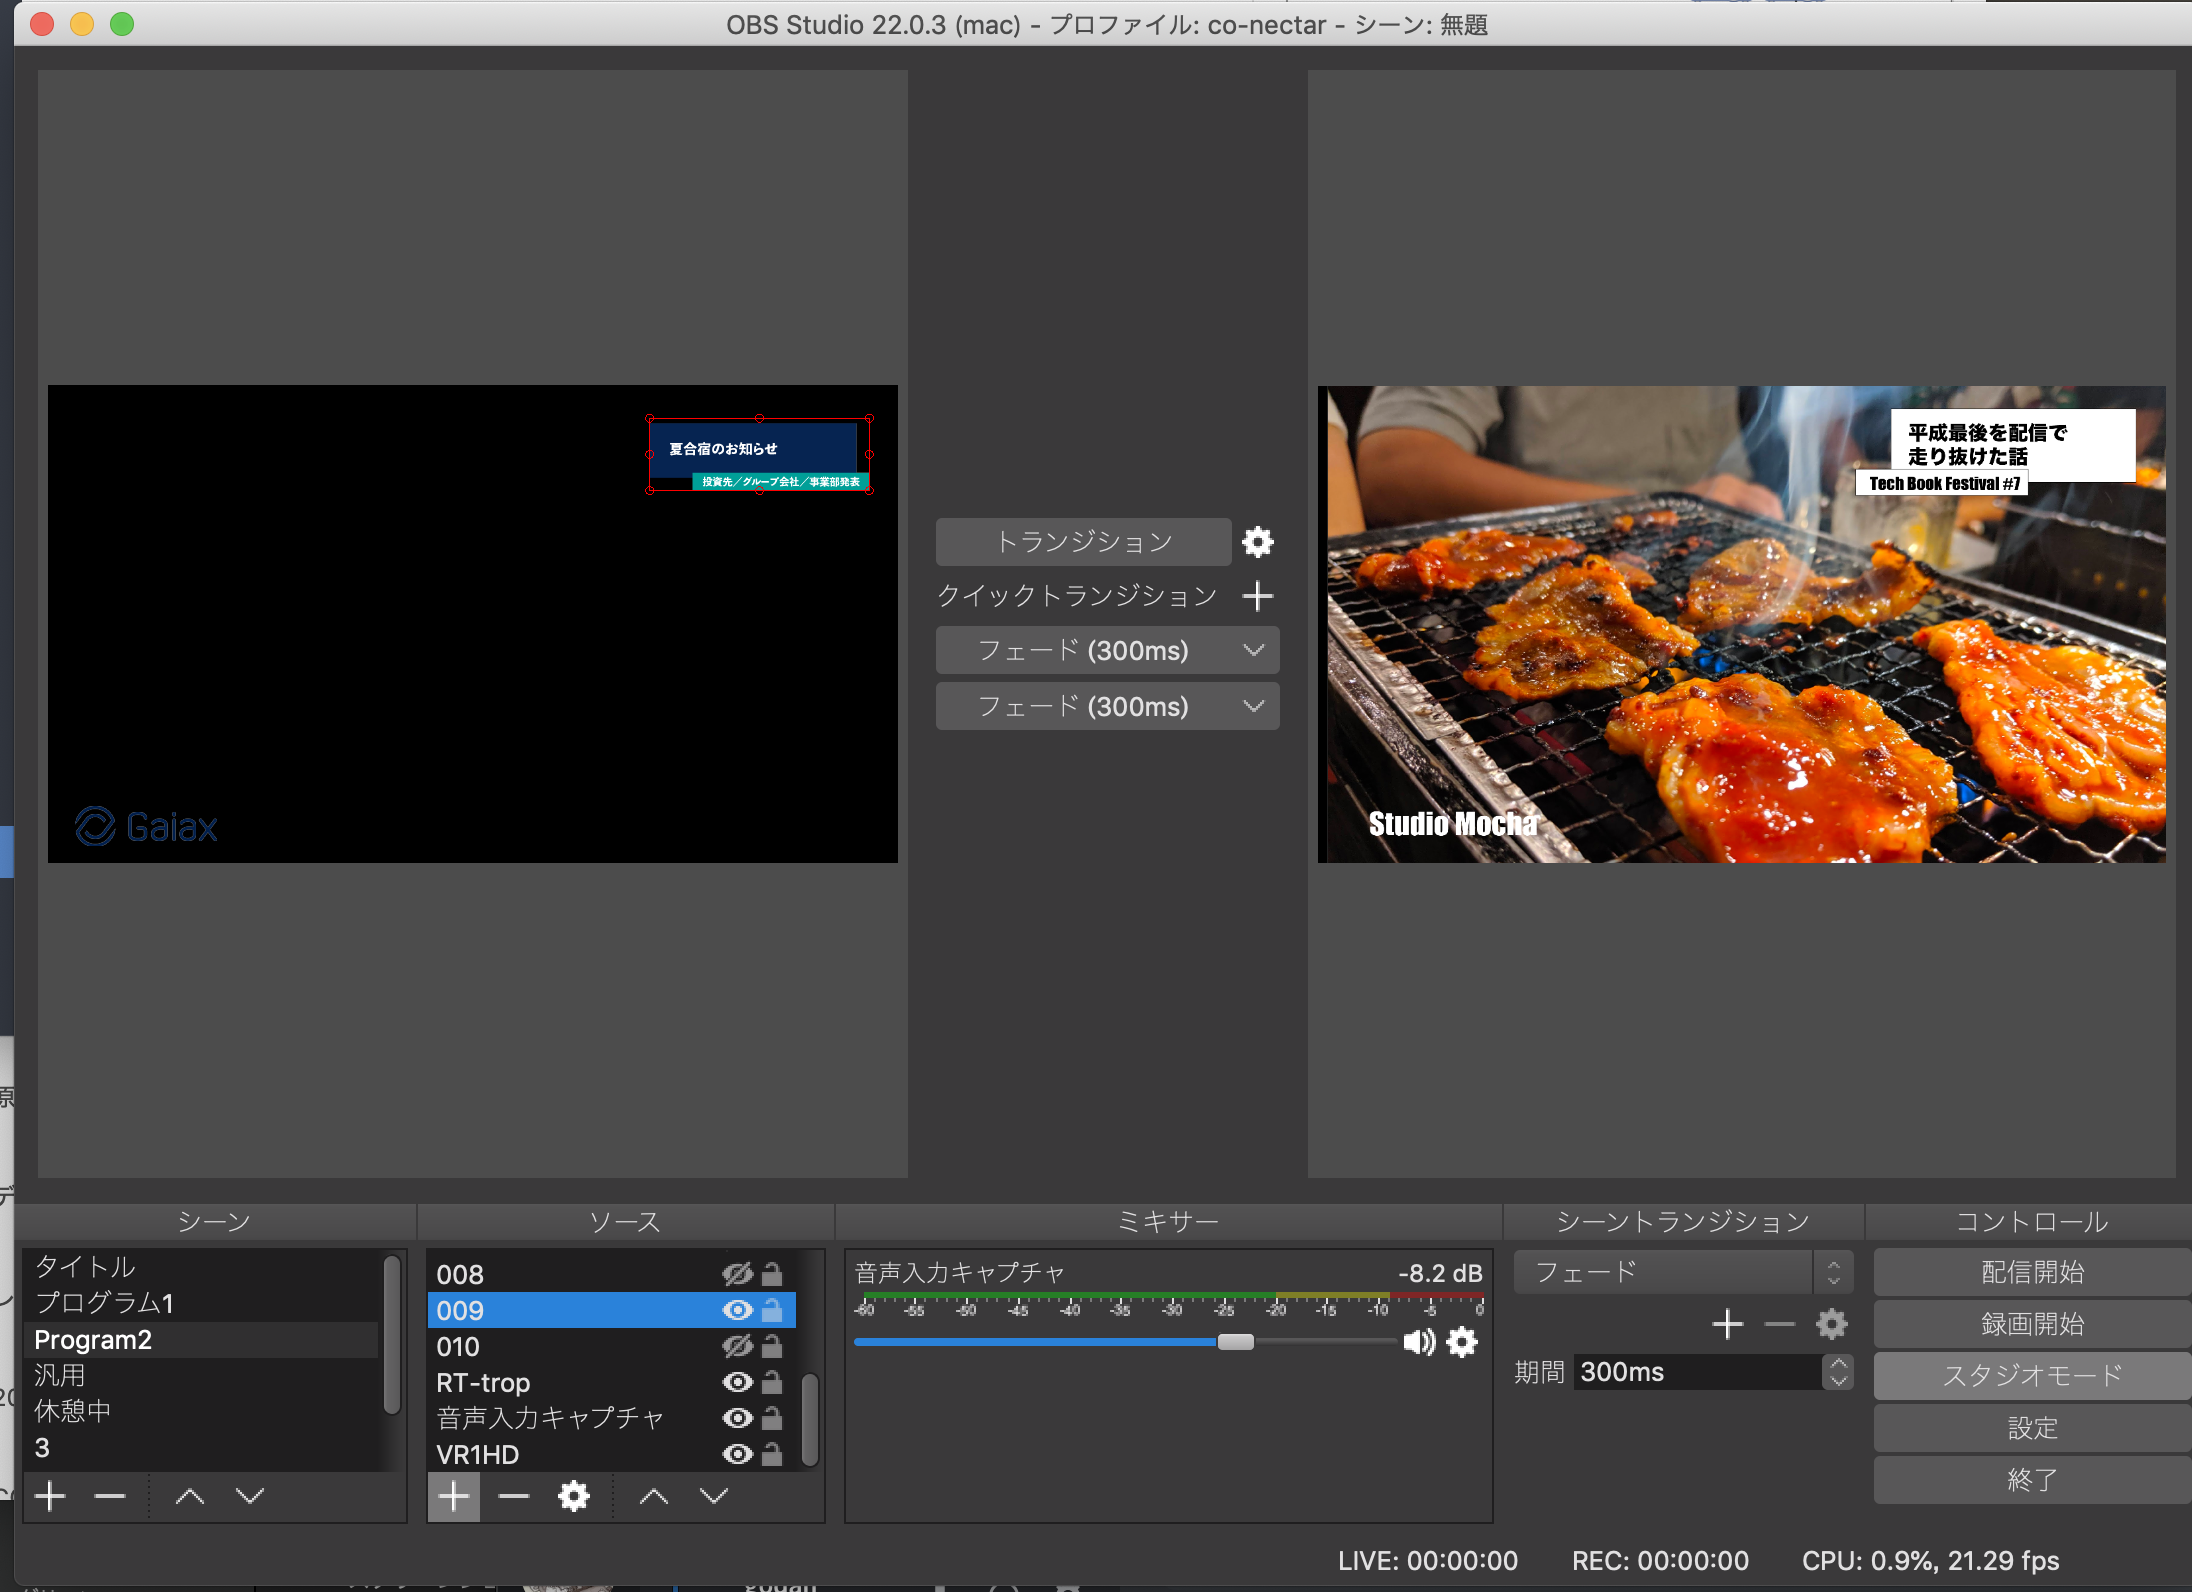 OBS Studio 22.0.3 (mac) - プロファイル: co-nectar - シーン: 無題
夏合宿のお知らせ
投資先／グループ会社／事業部発表
Gaiax
トランジション
クイックトランジション
フェード (300ms)
フェード (300ms)
平成最後を配信で
走り抜けた話
Tech Book Festival #7
Studio Mocha
シーン
タイトル
プログラム1
Program2
汎用
休憩中
3
ソース
008
009
010
RT-trop
音声入力キャプチャ
VR1HD
ミキサー
音声入力キャプチャ
-8.2 dB
-60 -55 -50 -45 -40 -35 -30 -25 -20 -15 -10 -5 0
シーントランジション
フェード
期間 300ms
コントロール
配信開始
録画開始
スタジオモード
設定
終了
LIVE: 00:00:00
REC: 00:00:00
CPU: 0.9%, 21.29 fps